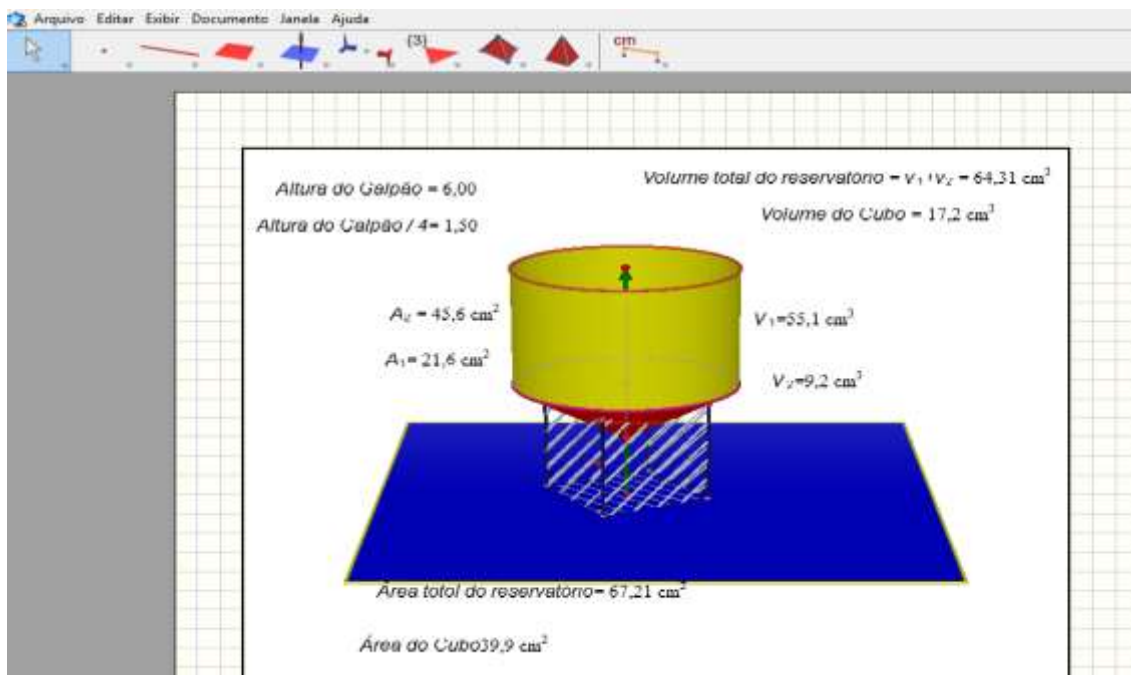 Arquivo Editar Exibir Documento Janela Ajuda
(3)
cm
Altura do Galpão = 6,00
Volume total do reservatório = V₁+V₂ = 64,31 cm³
Altura do Galpão / 4= 1,50
Volume do Cubo = 17,2 cm³
A₂ = 45,6 cm²
V₁=55,1 cm³
A₁= 21,6 cm²
V₂=9,2 cm³
Área total do reservatório= 67,21 cm²
Área do Cubo39,9 cm²